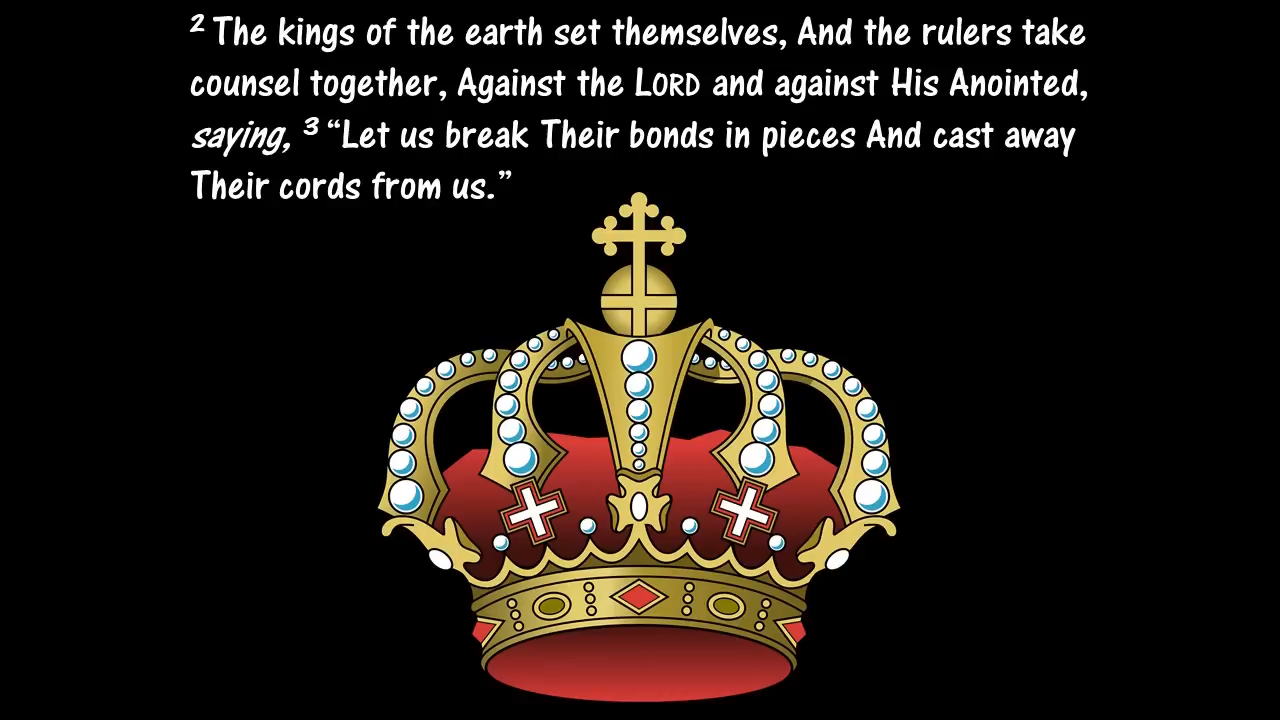 ² The kings of the earth set themselves, And the rulers take
counsel together, Against the LORD and against His Anointed,
saying, ³ “Let us break Their bonds in pieces And cast away
Their cords from us.”